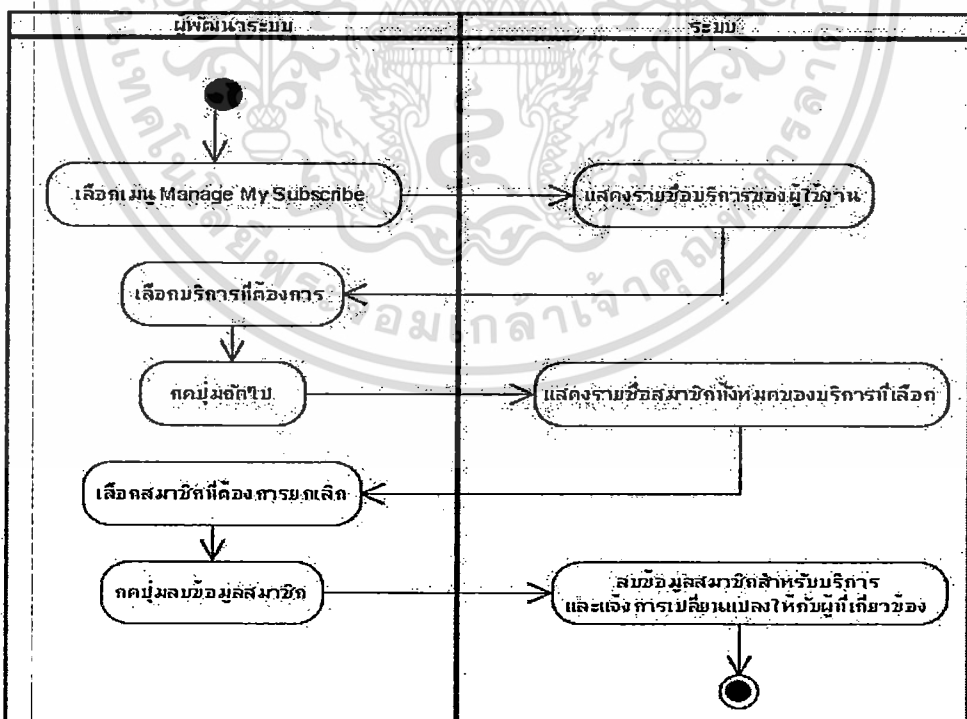 ผู้พัฒนาระบบ
ระบบ
เลือกเมนู Manage My Subscribe
แสดงรายชื่อบริการของผู้ใช้งาน
เลือกบริการที่ต้องการ
กดปุ่มถัดไป
แสดงรายชื่อสมาชิกทั้งหมดของบริการที่เลือก
เลือกสมาชิกที่ต้องการยกเลิก
กดปุ่มลบข้อมูลสมาชิก
ลบข้อมูลสมาชิกสำหรับบริการ
และแจ้งการเปลี่ยนแปลงให้กับผู้ที่เกี่ยวข้อง